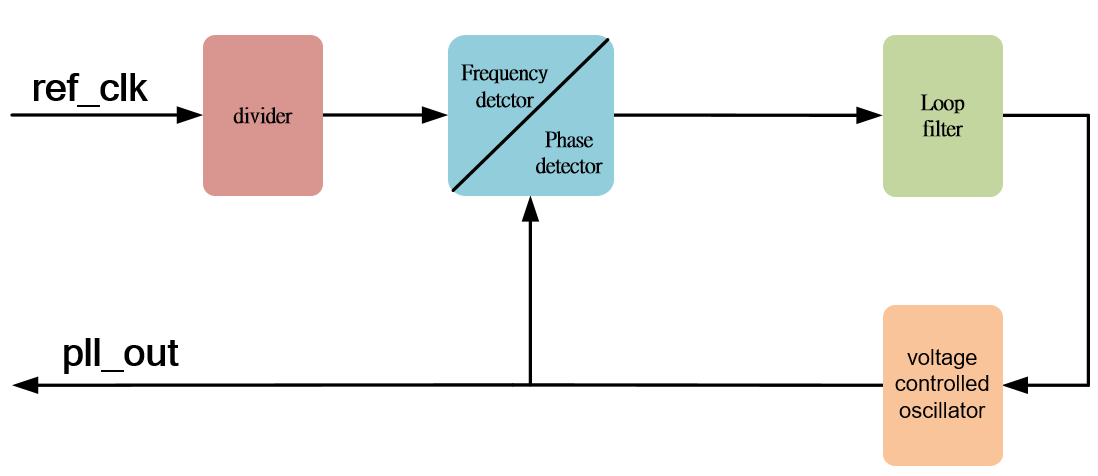 ref_clk
divider
Frequency
detctor
Phase
detector
Loop
filter
pll_out
voltage
controlled
oscillator